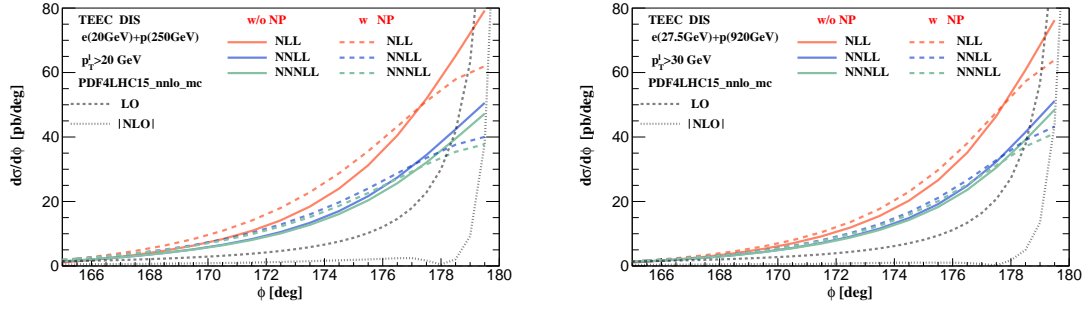 TEEC DIS
e(20GeV)+p(250GeV)
p_T^l>20 GeV
PDF4LHC15_nnlo_mc
LO
|NLO|
w/o NP
w NP
NLL
NLL
NNLL
NNLL
NNNLL
NNNLL
dσ/dϕ [pb/deg]
80
60
40
20
0
166 168 170 172 174 176 178 180
ϕ [deg]
TEEC DIS
e(27.5GeV)+p(920GeV)
p_T^l>30 GeV
PDF4LHC15_nnlo_mc
LO
|NLO|
w/o NP
w NP
NLL
NLL
NNLL
NNLL
NNNLL
NNNLL
dσ/dϕ [pb/deg]
80
60
40
20
0
166 168 170 172 174 176 178 180
ϕ [deg]